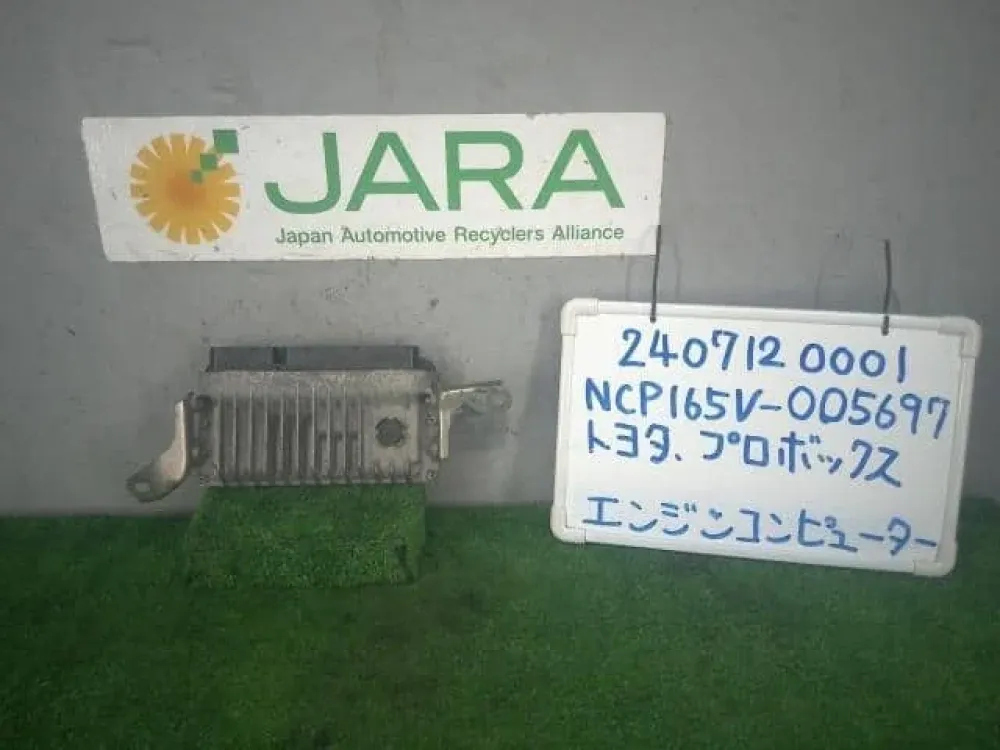 JARA
Japan Automotive Recyclers Alliance
240712 0001
NCP165V-005697
トヨタ、プロボックス
エンジンコンピューター